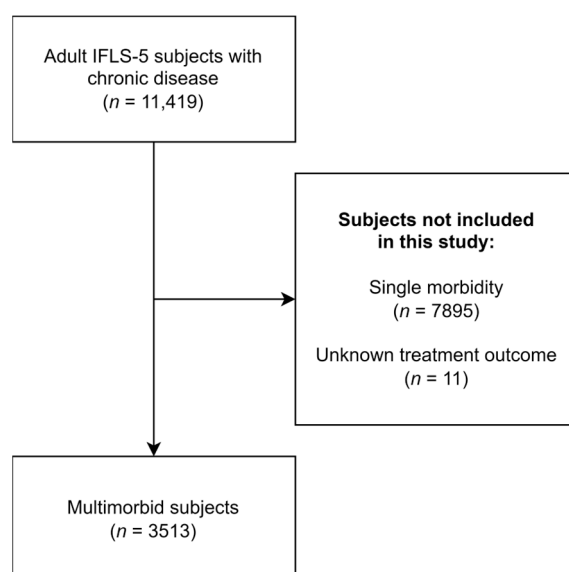 Adult IFLS-5 subjects with
chronic disease
(n = 11,419)
Subjects not included
in this study:
Single morbidity
(n = 7895)
Unknown treatment outcome
(n = 11)
Multimorbid subjects
(n = 3513)